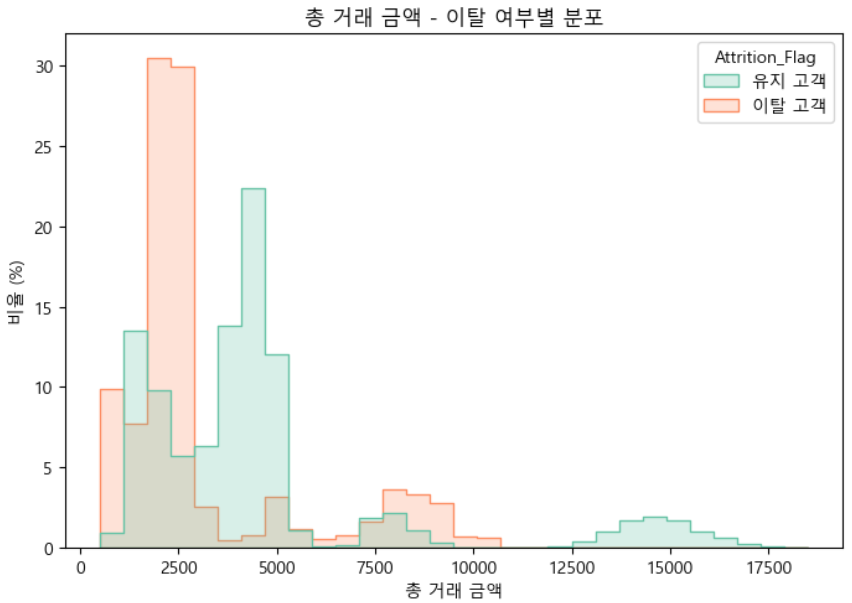 총 거래 금액 - 이탈 여부별 분포
Attrition_Flag
유지 고객
이탈 고객
비율 (%)
30
25
20
15
10
5
0
0 2500 5000 7500 10000 12500 15000 17500
총 거래 금액